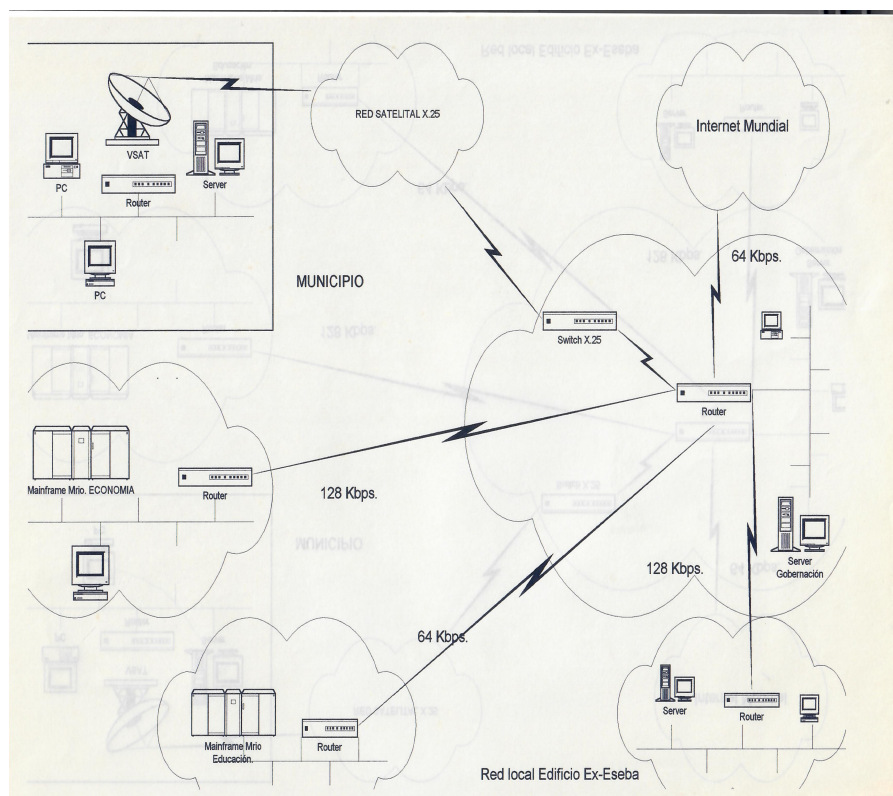 RED SATELITAL X.25
Internet Mundial
VSAT
PC
Server
Router
PC
MUNICIPIO
64 Kbps.
Switch X.25
Router
Mainframe Mrio. ECONOMIA
Router
128 Kbps.
Server
Gobernación
128 Kbps.
64 Kbps.
Mainframe Mrio
Educación.
Router
Server
Router
Red local Edificio Ex-Eseba